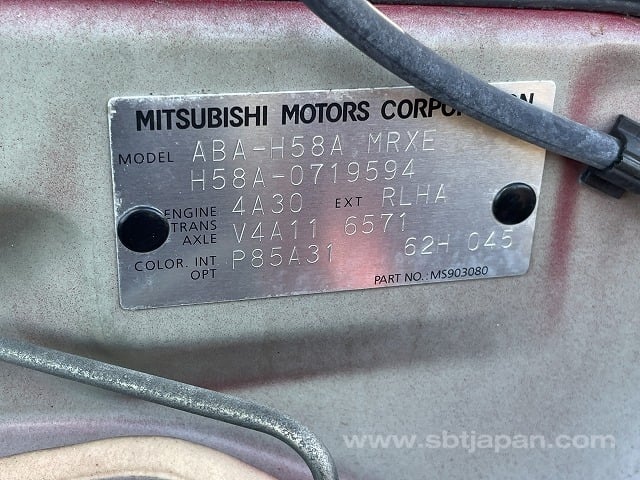 MITSUBISHI MOTORS CORPORATION
MODEL ABA-H58A MRXE
H58A-0719594
ENGINE 4A30 EXT RLHA
TRANS AXLE V4A11 6571
COLOR. INT OPT P85A31 62H 045
PART NO.: MS903080
www.sbtjapan.com